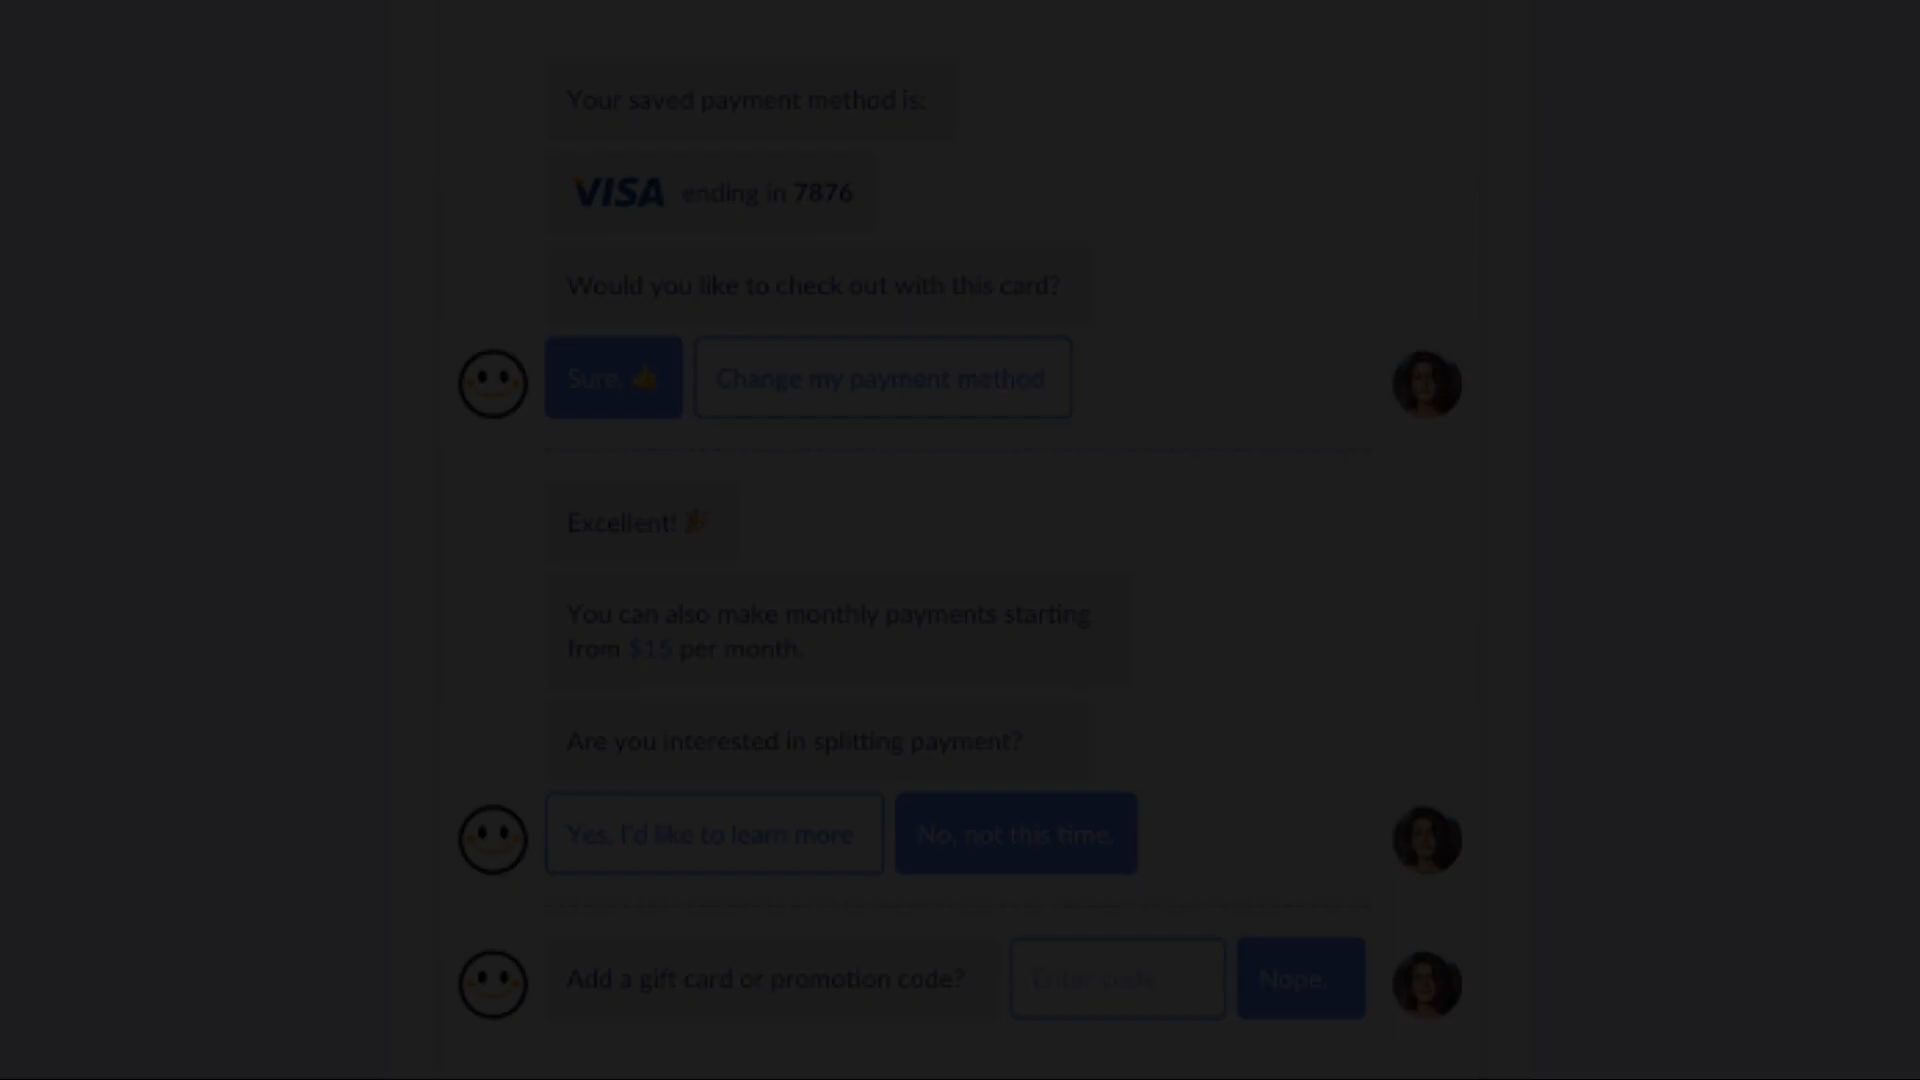 Your saved payment method is:
VISA ending in 7876
Would you like to check out with this card?
Sure. 👍 Change my payment method
Excellent! 🎉
You can also make monthly payments starting
from $15 per month.
Are you interested in splitting payment?
Yes, I'd like to learn more No, not this time.
Add a gift card or promotion code? Enter code Nope.